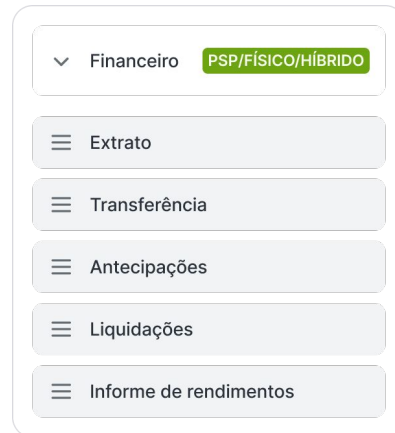 Financeiro PSP/FÍSICO/HÍBRIDO
Extrato
Transferência
Antecipações
Liquidações
Informe de rendimentos